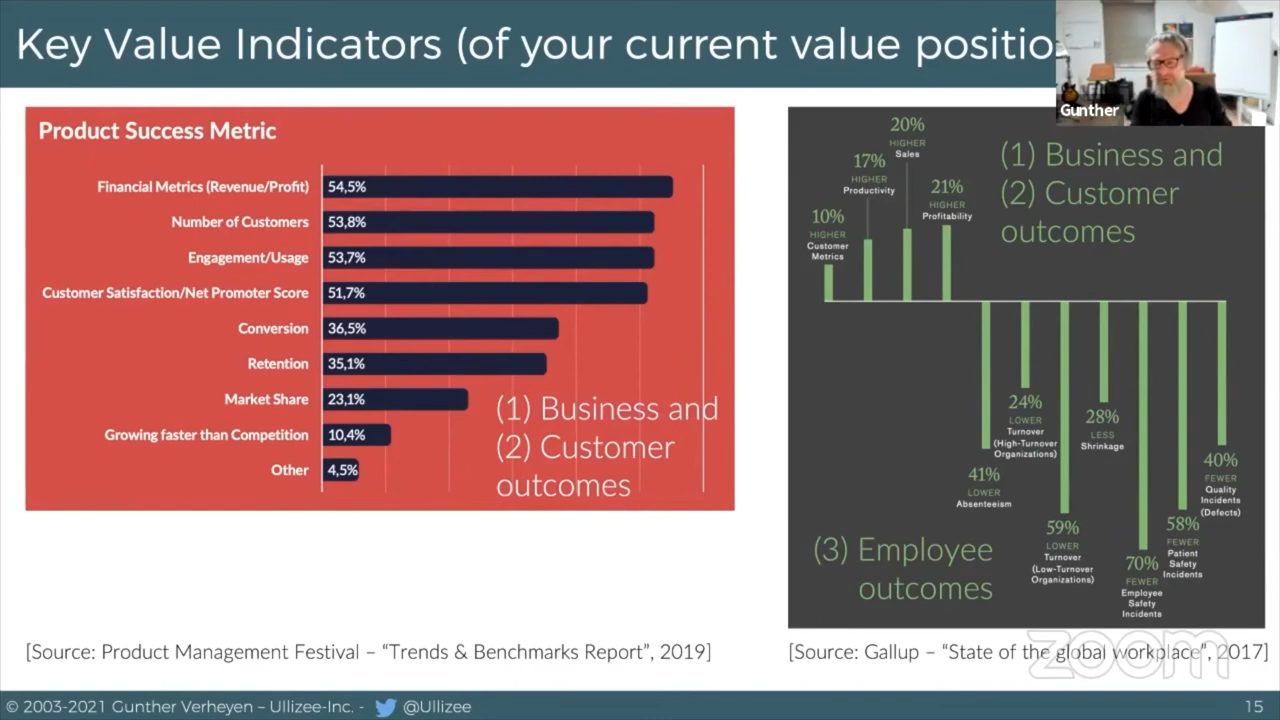 Key Value Indicators (of your current value positio
Gunther
Product Success Metric
Financial Metrics (Revenue/Profit) 54,5%
Number of Customers 53,8%
Engagement/Usage 53,7%
Customer Satisfaction/Net Promoter Score 51,7%
Conversion 36,5%
Retention 35,1%
Market Share 23,1%
Growing faster than Competition 10,4%
Other 4,5%
(1) Business and
(2) Customer
outcomes
[Source: Product Management Festival – “Trends & Benchmarks Report”, 2019]
10%
HIGHER
Customer
Metrics
17%
HIGHER
Productivity
20%
HIGHER
Sales
21%
HIGHER
Profitability
(1) Business and
(2) Customer
outcomes
41%
LOWER
Absenteeism
24%
LOWER
Turnover
(High-Turnover
Organizations)
59%
LOWER
Turnover
(Low-Turnover
Organizations)
28%
LESS
Shrinkage
70%
FEWER
Employee
Safety
Incidents
58%
FEWER
Patient
Safety
Incidents
40%
FEWER
Quality
Incidents
(Defects)
(3) Employee
outcomes
[Source: Gallup – “State of the global workplace”, 2017]
zoom
© 2003-2021 Gunther Verheyen – Ullizee-Inc. - @Ullizee
15